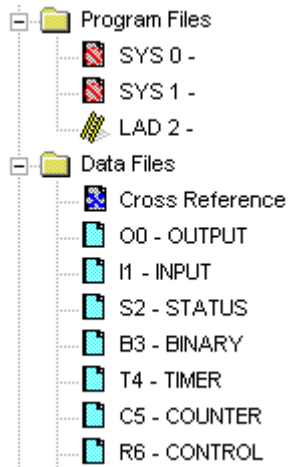 Program Files
SYS 0 -
SYS 1 -
LAD 2 -
Data Files
Cross Reference
O0 - OUTPUT
I1 - INPUT
S2 - STATUS
B3 - BINARY
T4 - TIMER
C5 - COUNTER
R6 - CONTROL